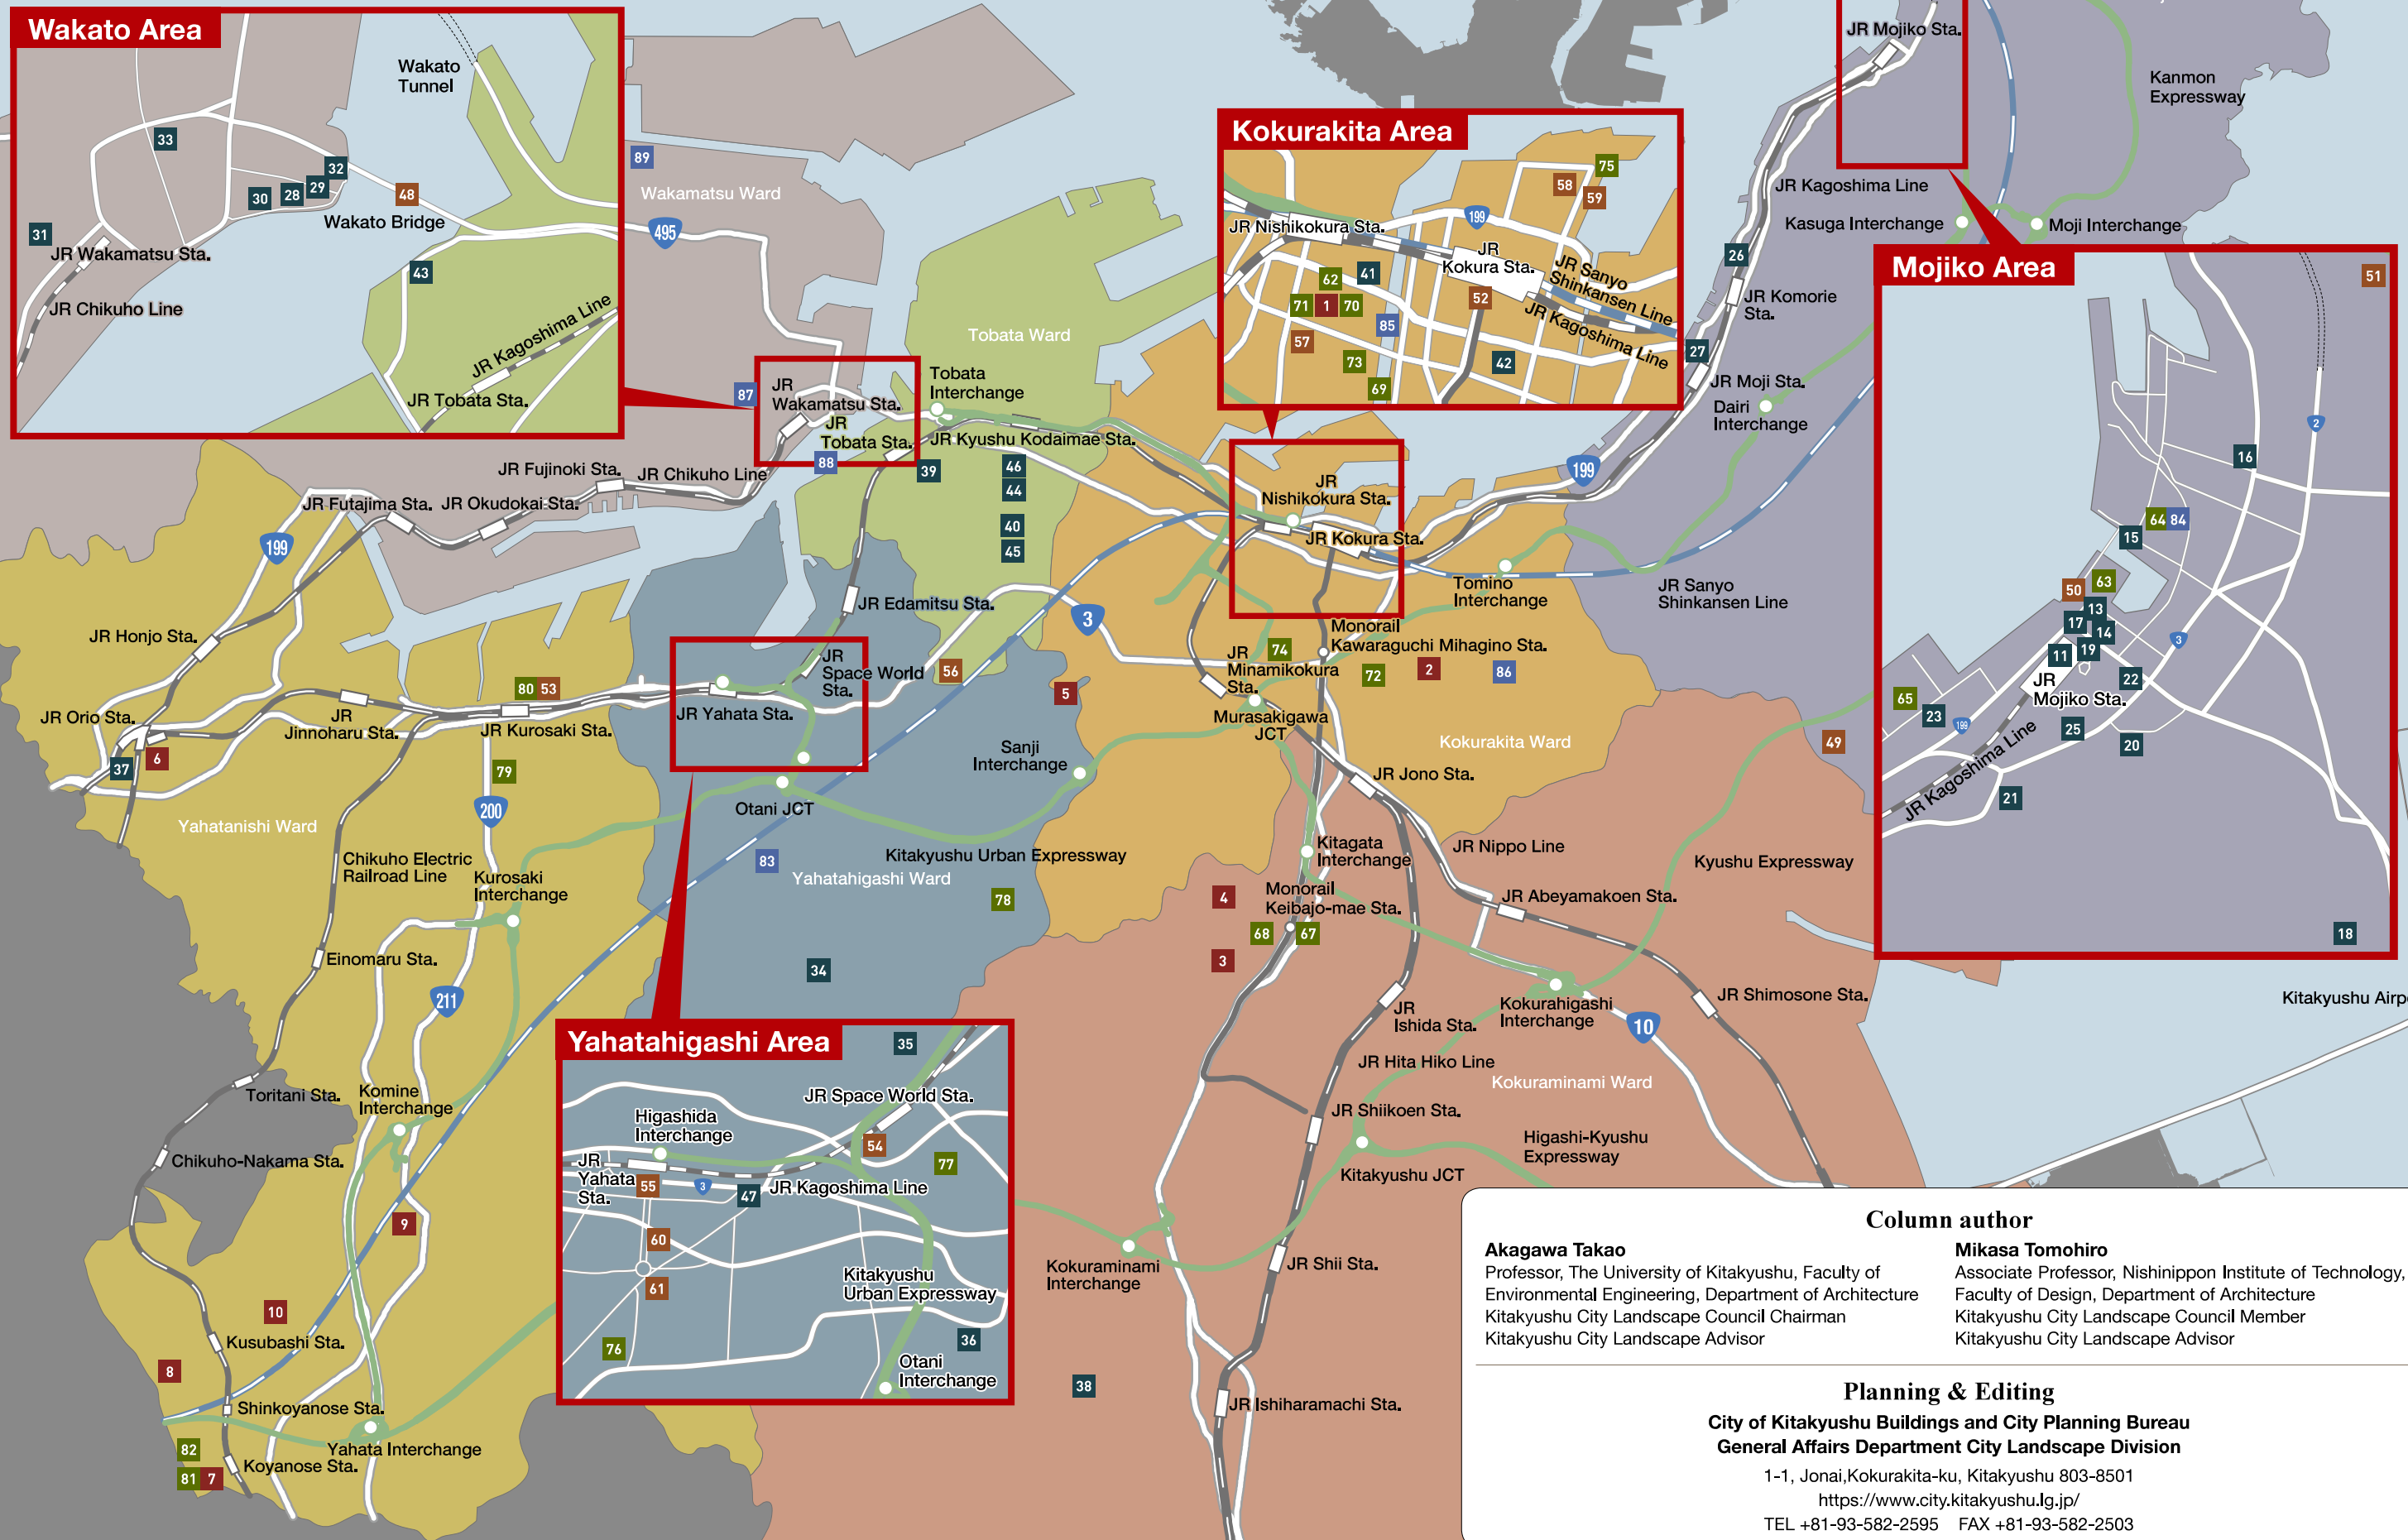 Wakato Area
Wakato
Tunnel
33
32
29
28
30
48
Wakato Bridge
31
JR Wakamatsu Sta.
43
JR Chikuho Line
JR Kagoshima Line
JR Tobata Sta.
89
Wakamatsu Ward
495
Tobata Ward
87
JR
Wakamatsu Sta.
JR
Tobata Sta.
88
Tobata
Interchange
JR Kyushu Kodaimae Sta.
39
46
44
40
45
JR Fujinoki Sta.
JR Chikuho Line
JR Futajima Sta.
JR Okudokai Sta.
199
JR Honjo Sta.
JR Edamitsu Sta.
3
Kokurakita Area
75
58
59
199
JR Nishikokura Sta.
JR
Kokura Sta.
JR Sanyo
Shinkansen Line
62
41
71
1
70
52
85
57
73
69
42
JR Kagoshima Line
JR
Nishikokura Sta.
JR Kokura Sta.
199
JR Mojiko Sta.
Kanmon
Expressway
JR Kagoshima Line
Kasuga Interchange
Moji Interchange
26
JR Komorie
Sta.
27
JR Moji Sta.
Dairi
Interchange
Tomino
Interchange
JR Sanyo
Shinkansen Line
Mojiko Area
51
2
16
64
84
15
50
63
13
17
14
11
19
22
JR
Mojiko Sta.
3
65
23
199
25
20
JR Kagoshima Line
21
18
Monorail
Kawaraguchi Mihagino Sta.
74
JR
Minamikokura
Sta.
72
2
86
Murasakigawa
JCT
Kokurakita Ward
49
JR Jono Sta.
56
5
JR
Space World
Sta.
JR Yahata Sta.
80
53
JR Orio Sta.
JR
Jinnoharu Sta.
JR Kurosaki Sta.
37
6
79
200
Yahatanishi Ward
Sanji
Interchange
Otani JCT
83
Kitakyushu Urban Expressway
Yahatahigashi Ward
78
34
Chikuho Electric
Railroad Line
Kurosaki
Interchange
Kitagata
Interchange
JR Nippo Line
Kyushu Expressway
Monorail
Keibajo-mae Sta.
4
68
67
3
JR Abeyamakoen Sta.
Einomaru Sta.
211
JR
Ishida Sta.
Kokurahigashi
Interchange
10
JR Shimosone Sta.
Kitakyushu Airp
JR Hita Hiko Line
Kokuraminami Ward
JR Shiikoen Sta.
Higashi-Kyushu
Expressway
Kitakyushu JCT
Toritani Sta.
Komine
Interchange
Chikuho-Nakama Sta.
9
10
Kusubashi Sta.
8
Shinkoyanose Sta.
82
Yahata Interchange
Koyanose Sta.
81
7
Yahatahigashi Area
35
JR Space World Sta.
Higashida
Interchange
54
77
JR
Yahata
Sta.
55
3
47
JR Kagoshima Line
60
61
Kitakyushu
Urban Expressway
36
76
Otani
Interchange
Kokuraminami
Interchange
JR Shii Sta.
38
JR Ishiharamachi Sta.
Column author
Akagawa Takao
Professor, The University of Kitakyushu, Faculty of
Environmental Engineering, Department of Architecture
Kitakyushu City Landscape Council Chairman
Kitakyushu City Landscape Advisor
Mikasa Tomohiro
Associate Professor, Nishinippon Institute of Technology,
Faculty of Design, Department of Architecture
Kitakyushu City Landscape Council Member
Kitakyushu City Landscape Advisor
Planning & Editing
City of Kitakyushu Buildings and City Planning Bureau
General Affairs Department City Landscape Division
1-1, Jonai,Kokurakita-ku, Kitakyushu 803-8501
https://www.city.kitakyushu.lg.jp/
TEL +81-93-582-2595 FAX +81-93-582-2503